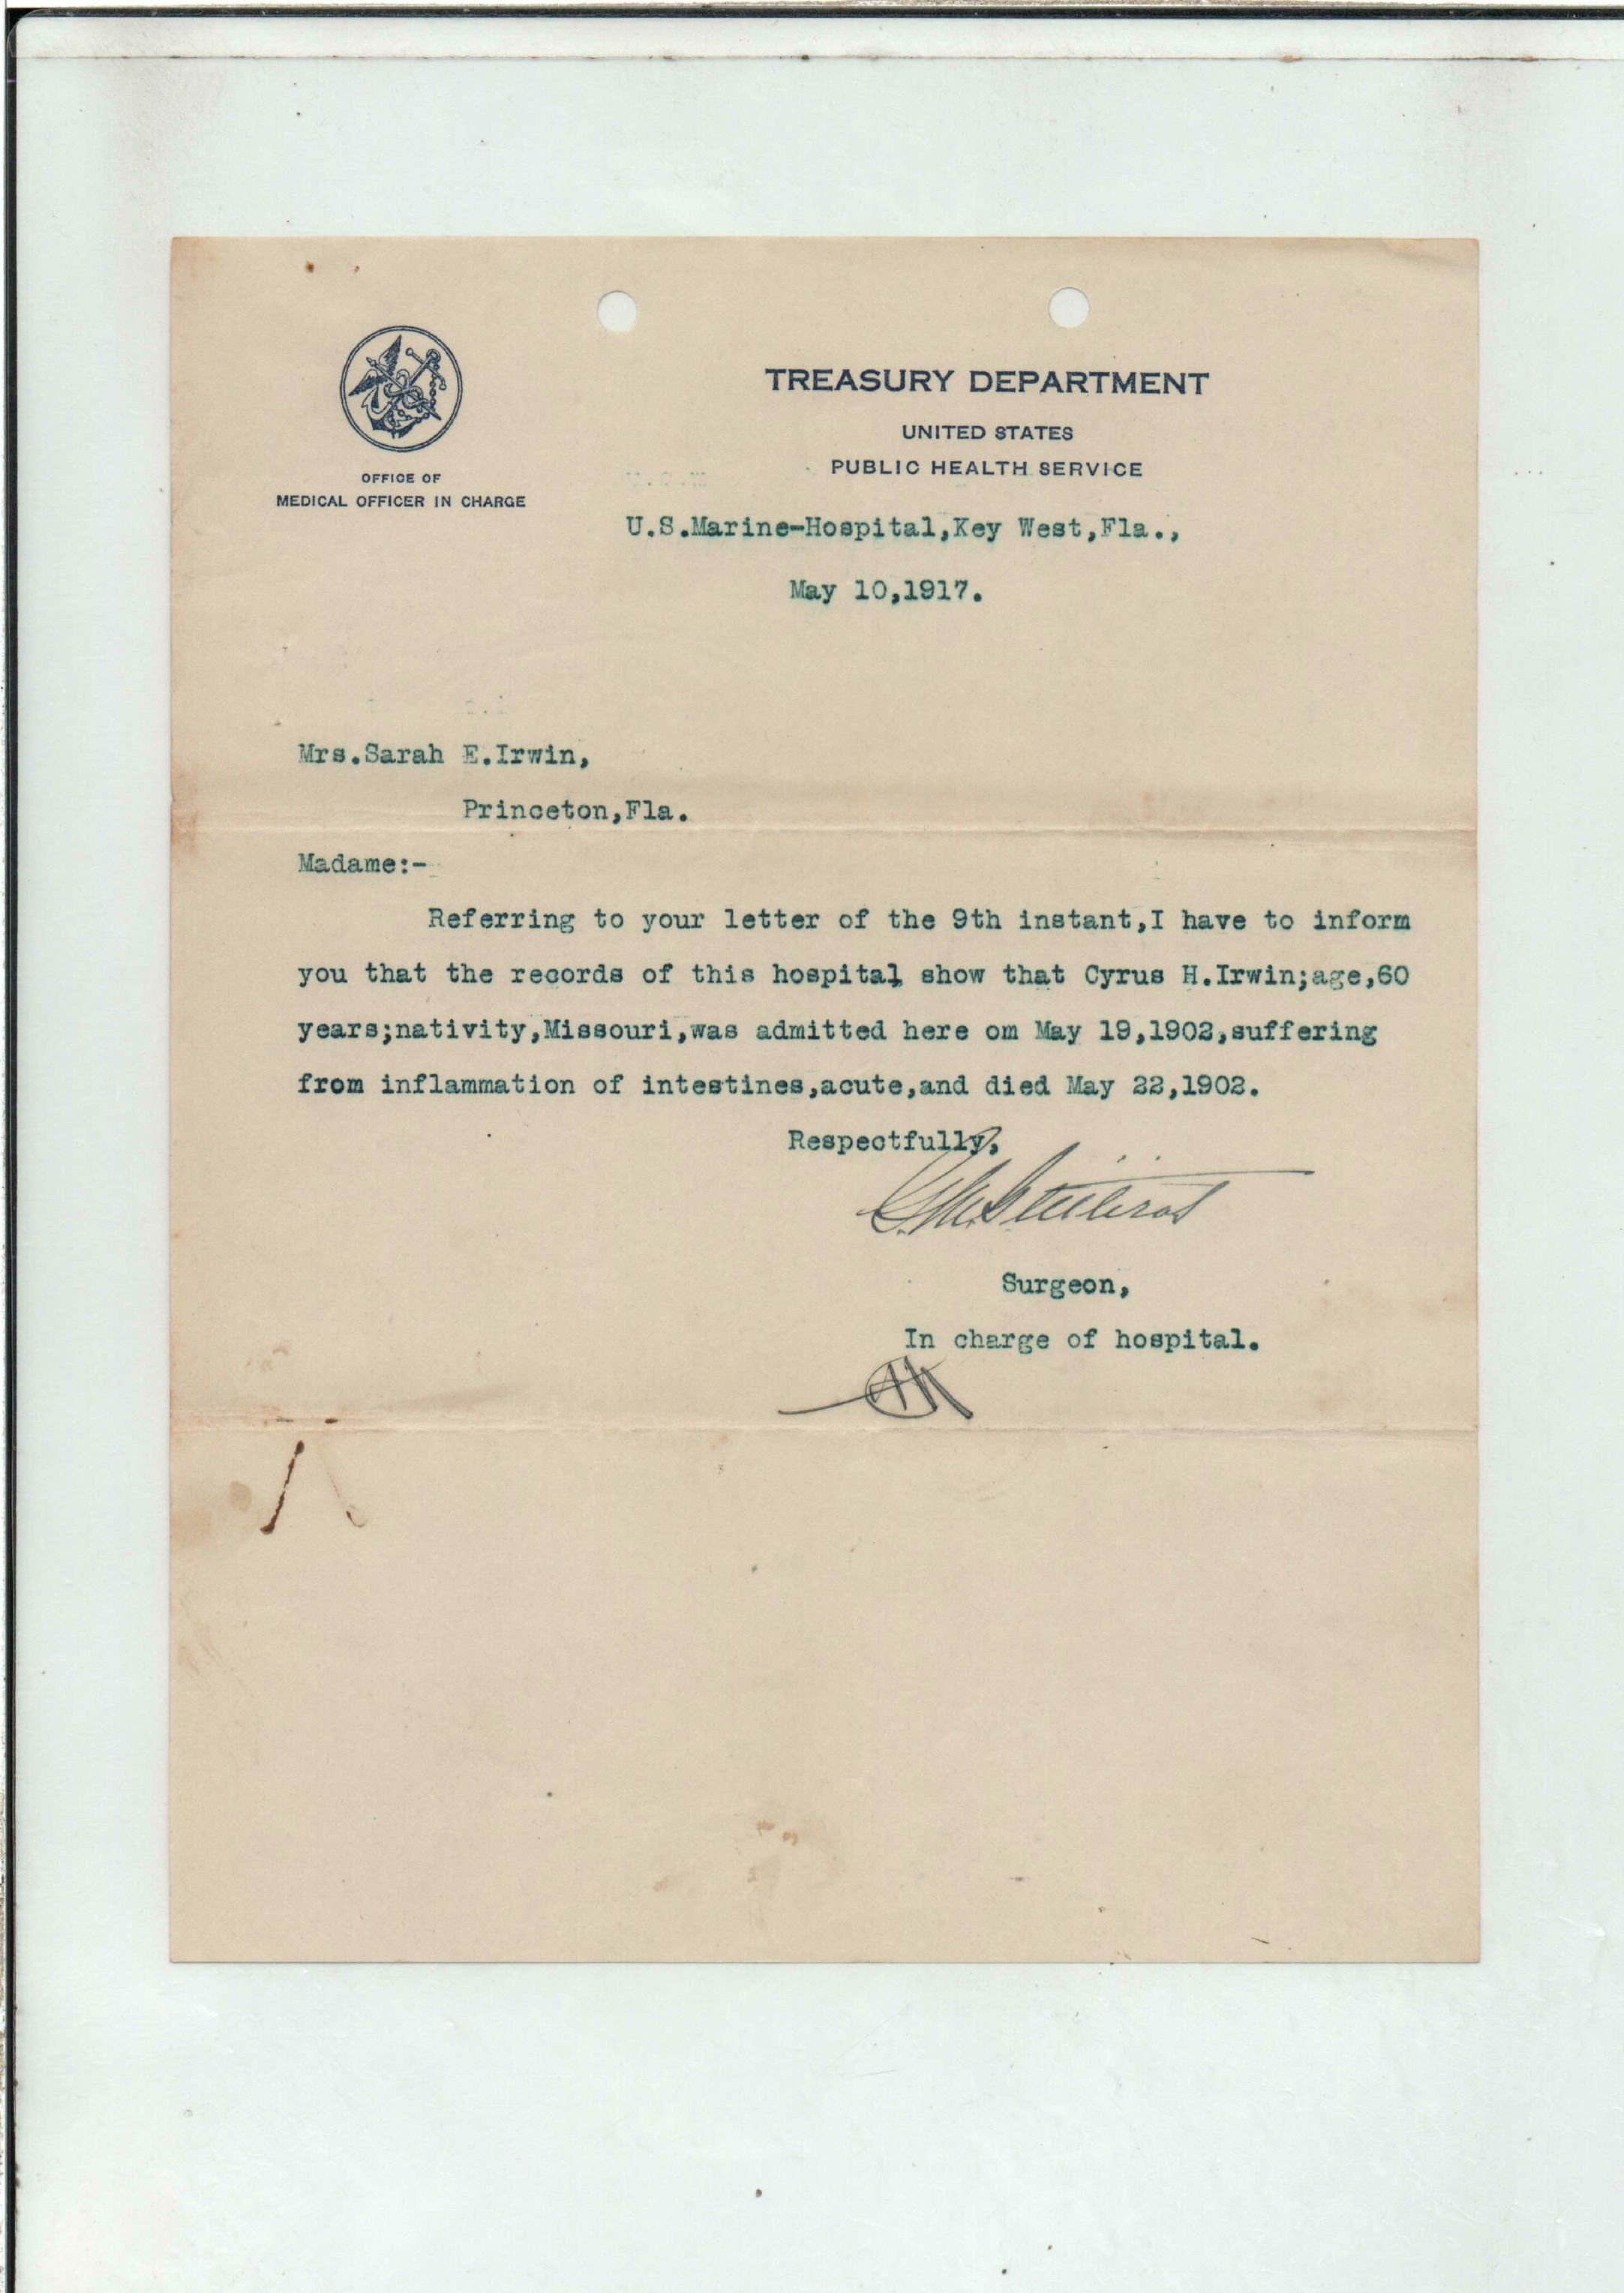 TREASURY DEPARTMENT
UNITED STATES
PUBLIC HEALTH SERVICE
OFFICE OF
MEDICAL OFFICER IN CHARGE
U.S.Marine-Hospital,Key West,Fla.,
May 10,1917.
Mrs.Sarah E.Irwin,
Princeton,Fla.
Madame:-
Referring to your letter of the 9th instant,I have to inform
you that the records of this hospital show that Cyrus H.Irwin;age,60
years;nativity,Missouri,was admitted here om May 19,1902,suffering
from inflammation of intestines,acute,and died May 22,1902.
Respectfully,
Surgeon,
In charge of hospital.